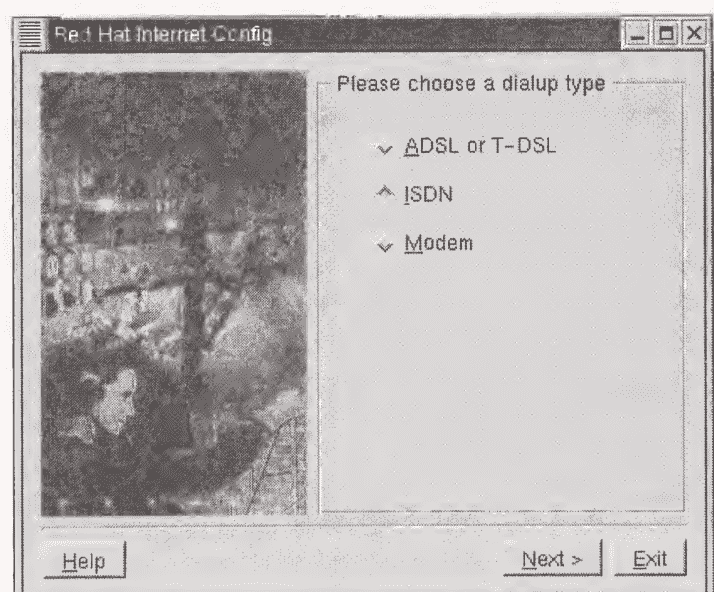 Red Hat Internet Config
Please choose a dialup type
ADSL or T-DSL
ISDN
Modem
Help
Next >
Exit